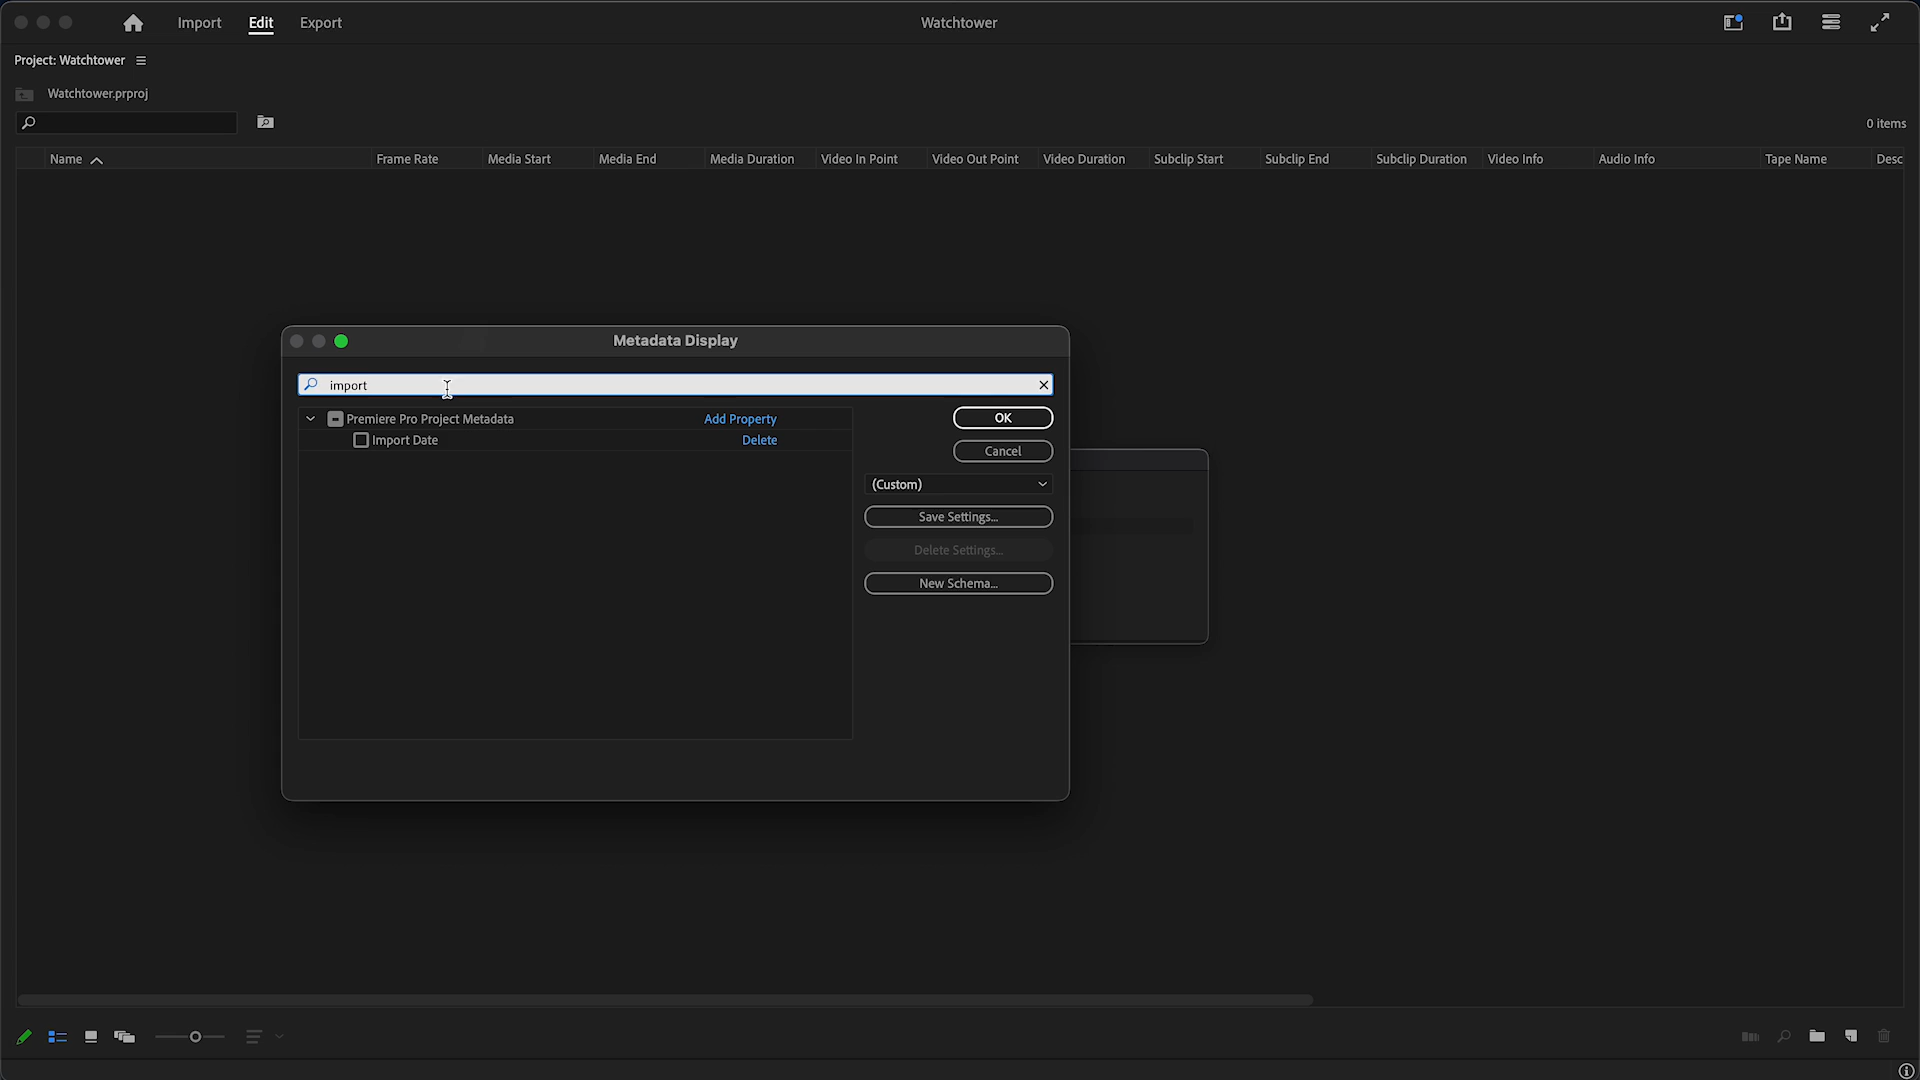 Import Edit Export Watchtower
Project: Watchtower
Watchtower.prproj
0 items
Name Frame Rate Media Start Media End Media Duration Video In Point Video Out Point Video Duration Subclip Start Subclip End Subclip Duration Video Info Audio Info Tape Name Desc
Metadata Display
import
Premiere Pro Project Metadata Add Property OK
Import Date Delete
Cancel
(Custom)
Save Settings...
Delete Settings...
New Schema...